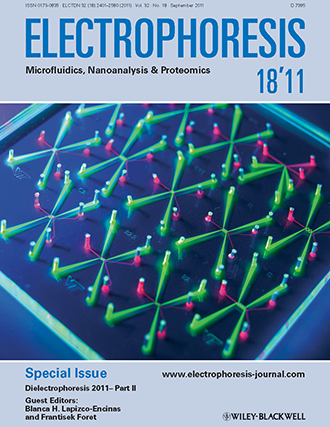 ISSN 0173-0835 ELCTDN 32 (18) 2401–2580 (2011) Vol. 32 · No. 18 · September 2011 D 7995
ELECTROPHORESIS
Microfluidics, Nanoanalysis & Proteomics
18’11
Special Issue
www.electrophoresis-journal.com
Dielectrophoresis 2011– Part II
Guest Editors:
Blanca H. Lapizco-Encinas
and Frantisek Foret
WILEY-BLACKWELL